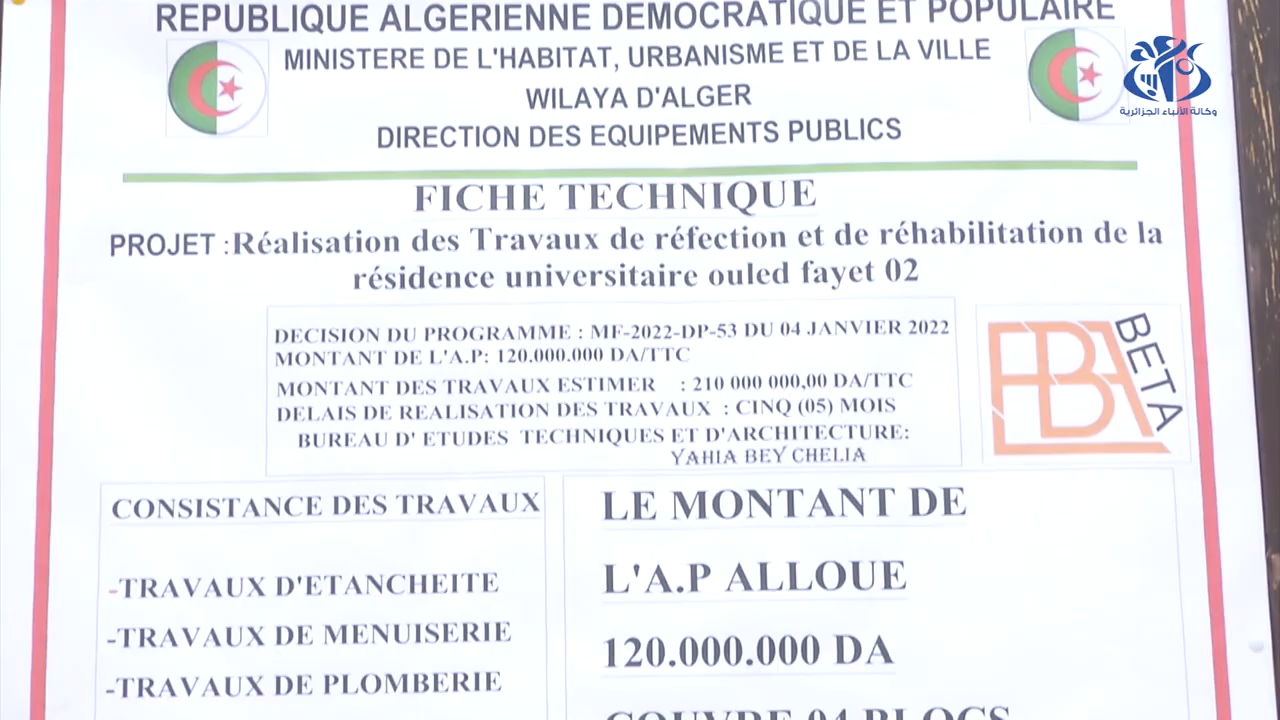 REPUBLIQUE ALGERIENNE DEMOCRATIQUE ET POPULAIRE
MINISTERE DE L'HABITAT, URBANISME ET DE LA VILLE
WILAYA D'ALGER
DIRECTION DES EQUIPEMENTS PUBLICS
وكالة الأنباء الجزائرية
FICHE TECHNIQUE
PROJET :Réalisation des Travaux de réfection et de réhabilitation de la
résidence universitaire ouled fayet 02
DECISION DU PROGRAMME : MF-2022-DP-53 DU 04 JANVIER 2022
MONTANT DE L'A.P: 120.000.000 DA/TTC
MONTANT DES TRAVAUX ESTIMER : 210 000 000,00 DA/TTC
DELAIS DE REALISATION DES TRAVAUX : CINQ (05) MOIS
BUREAU D' ETUDES TECHNIQUES ET D'ARCHITECTURE:
YAHIA BEY CHELIA
BETA
CONSISTANCE DES TRAVAUX
-TRAVAUX D'ETANCHEITE
-TRAVAUX DE MENUISERIE
-TRAVAUX DE PLOMBERIE
LE MONTANT DE
L'A.P ALLOUE
120.000.000 DA
COUVRE 04 BLOCS